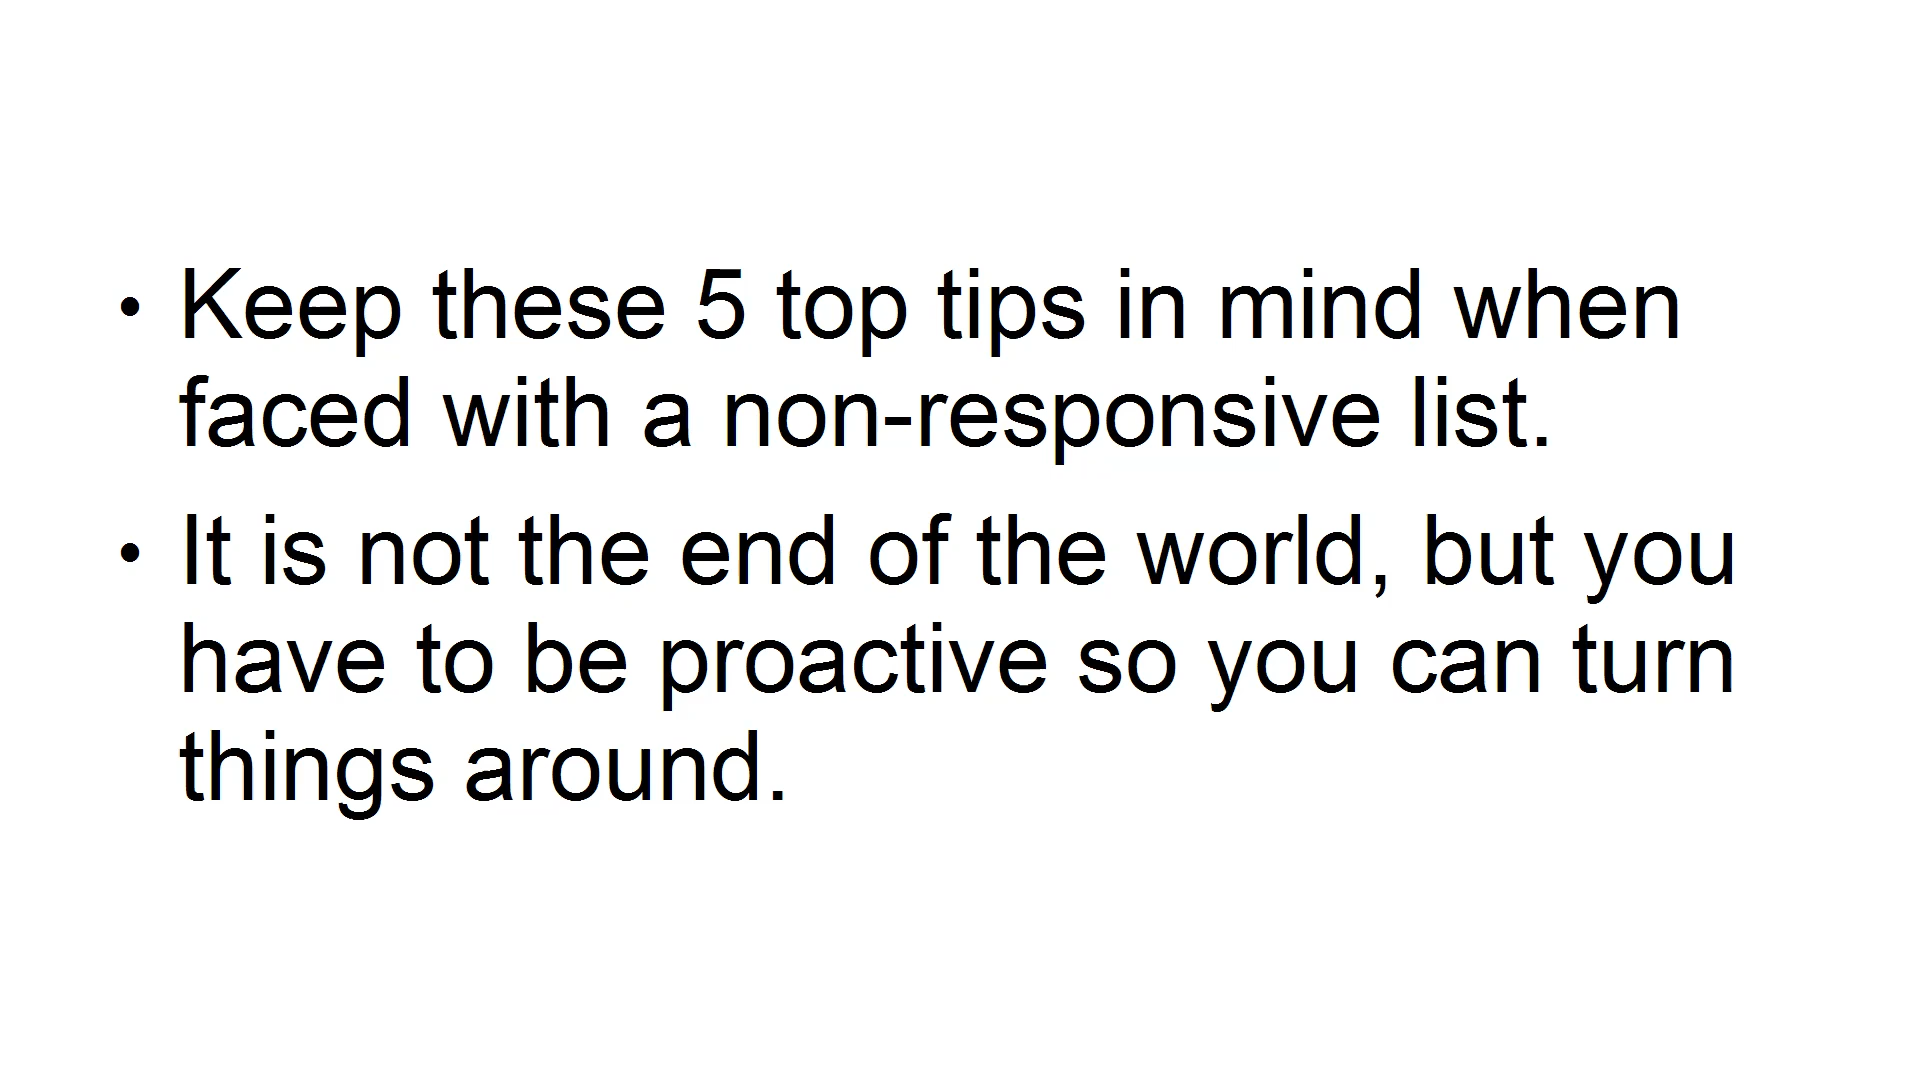 • Keep these 5 top tips in mind when
faced with a non-responsive list.
• It is not the end of the world, but you
have to be proactive so you can turn
things around.